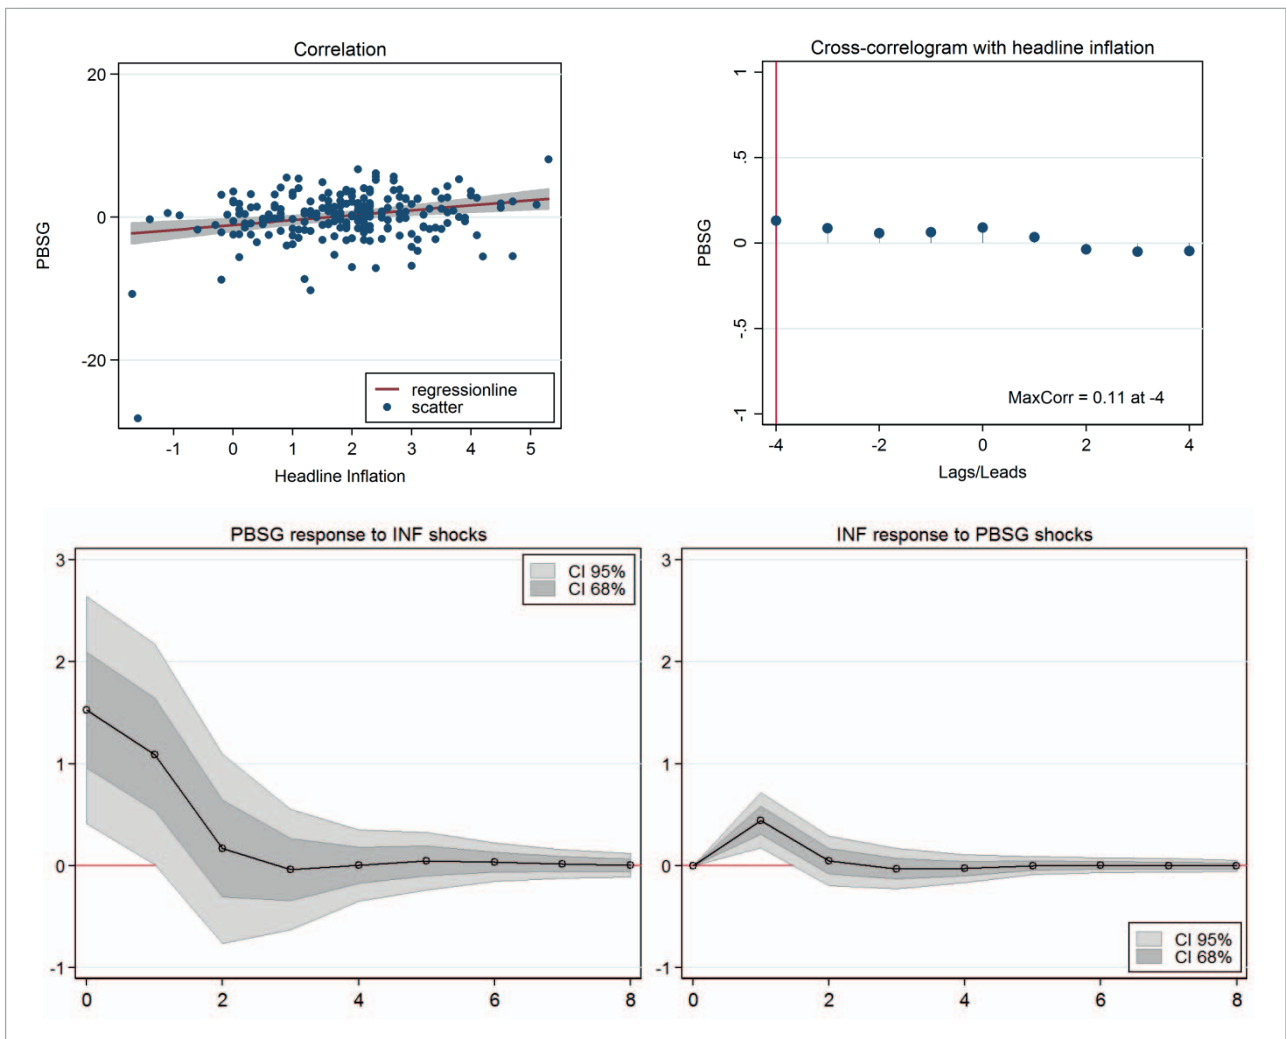 Correlation
20
0
-20
PBSG
-1 0 1 2 3 4 5
Headline Inflation
regressionline
scatter
Cross-correlogram with headline inflation
1
.5
0
-.5
-1
PBSG
MaxCorr = 0.11 at -4
-4 -2 0 2 4
Lags/Leads
PBSG response to INF shocks
3
2
1
0
-1
CI 95%
CI 68%
0 2 4 6 8
INF response to PBSG shocks
3
2
1
0
-1
CI 95%
CI 68%
0 2 4 6 8